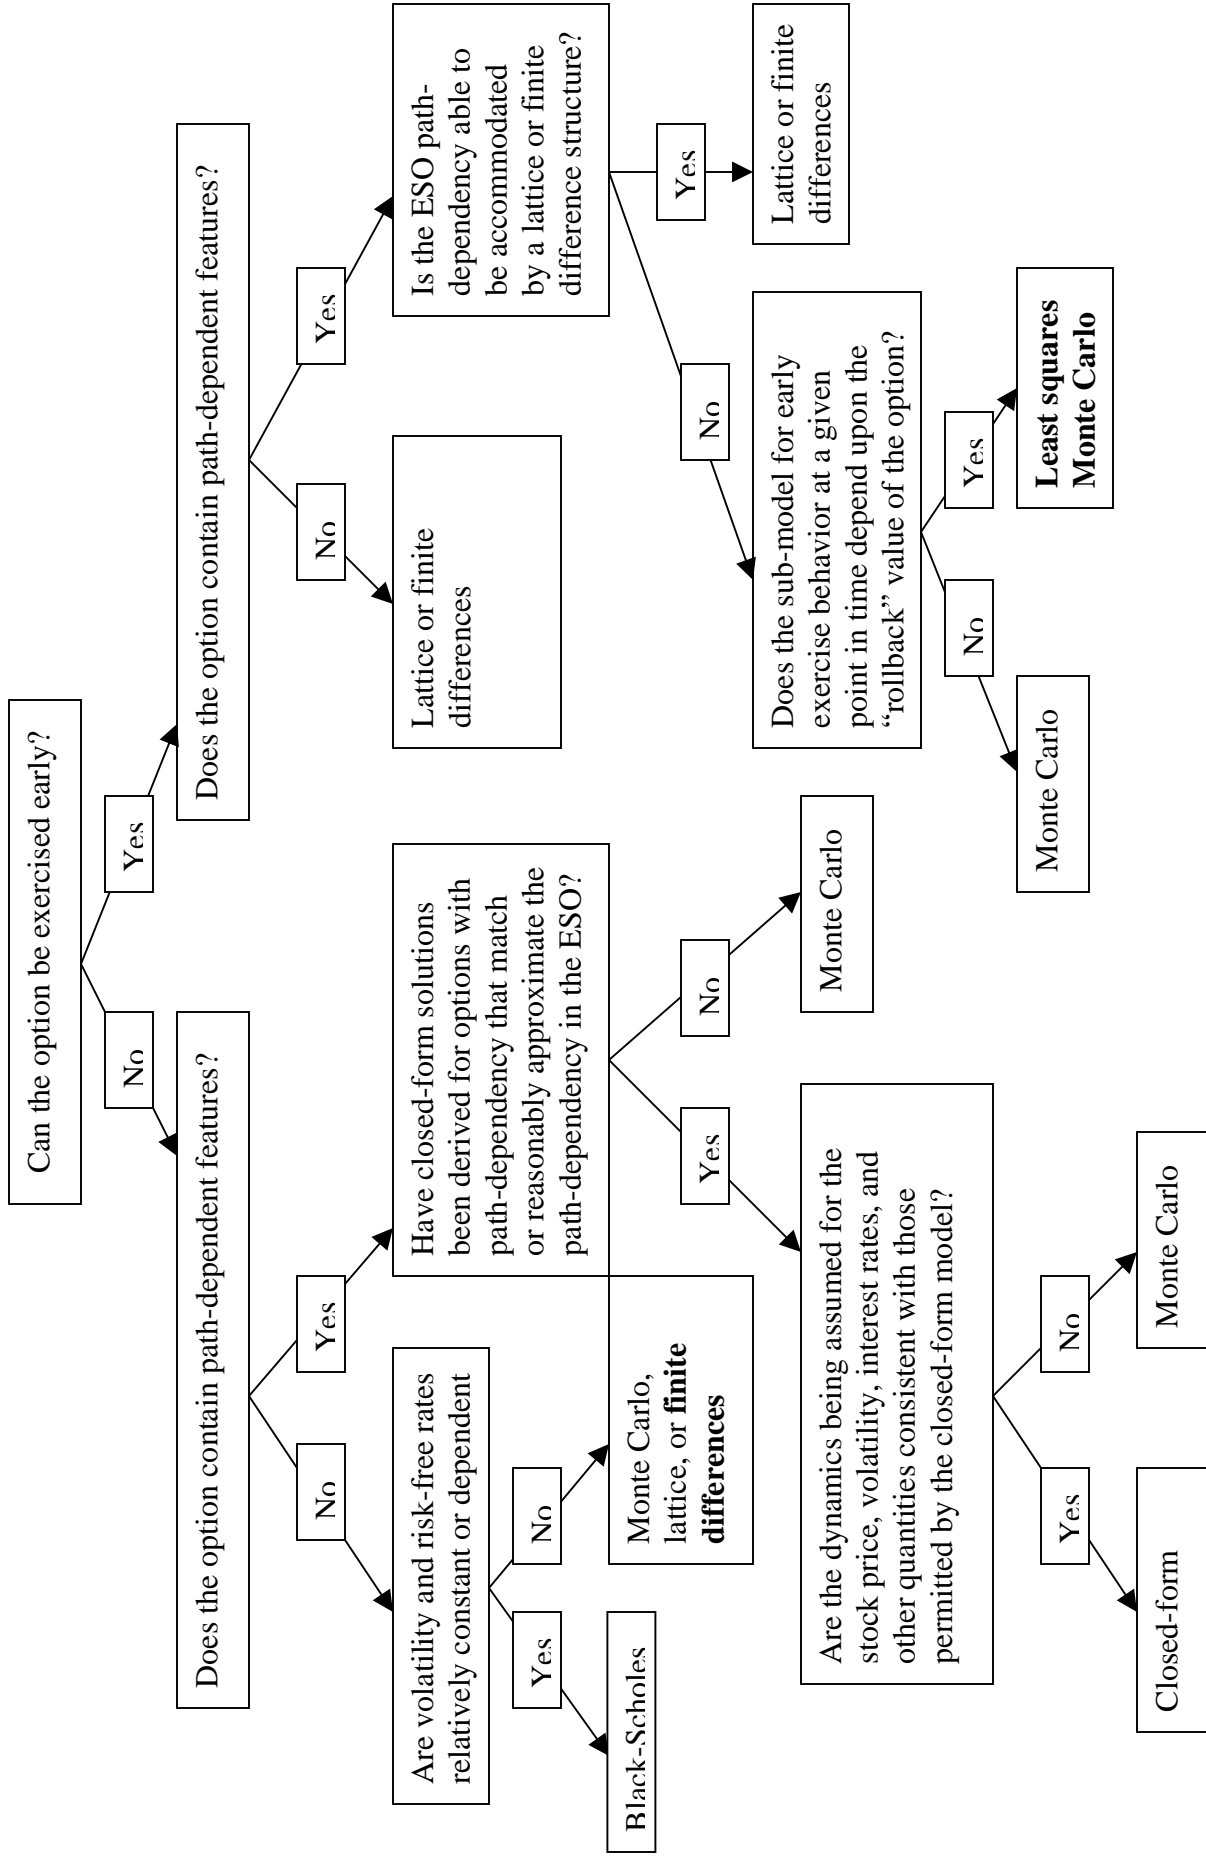 Can the option be exercised early?
No
Yes
Does the option contain path-dependent features?
Does the option contain path-dependent features?
No
Yes
No
Yes
Are volatility and risk-free rates
relatively constant or dependent
Have closed-form solutions
been derived for options with
path-dependency that match
or reasonably approximate the
path-dependency in the ESO?
Lattice or finite
differences
Is the ESO path-
dependency able to
be accommodated
by a lattice or finite
difference structure?
Yes
No
Yes
No
No
Yes
Black-Scholes
Monte Carlo,
lattice, or finite
differences
Are the dynamics being assumed for the
stock price, volatility, interest rates, and
other quantities consistent with those
permitted by the closed-form model?
Monte Carlo
Does the sub-model for early
exercise behavior at a given
point in time depend upon the
“rollback” value of the option?
Lattice or finite
differences
Yes
No
No
Yes
Closed-form
Monte Carlo
Monte Carlo
Least squares
Monte Carlo